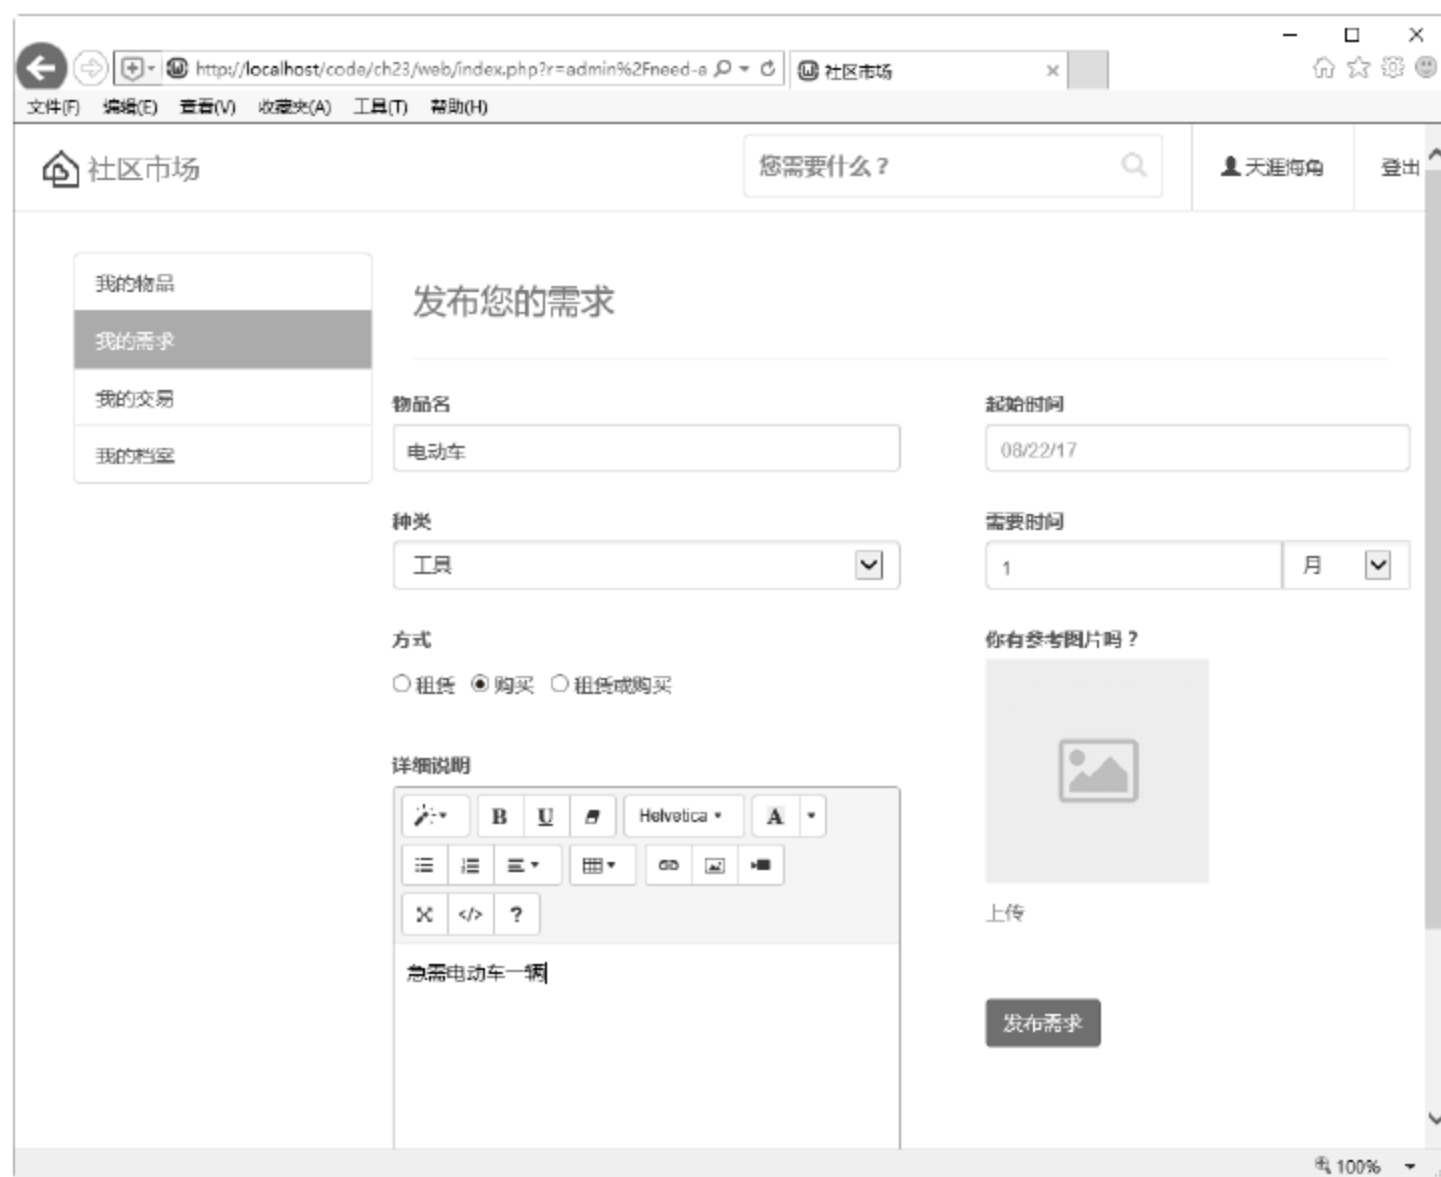 http://localhost/code/ch23/web/index.php?r=admin%2Fneed-a
社区市场
文件(F) 编辑(E) 查看(V) 收藏夹(A) 工具(T) 帮助(H)
社区市场
您需要什么？
天涯海角
登出
我的物品
我的需求
我的交易
我的档室
发布您的需求
物品名
电动车
起始时间
08/22/17
种类
工具
需要时间
1
月
方式
租赁 购买 租赁或购买
你有参考图片吗？
详细说明
B U Helvetica A
</> ?
急需电动车一辆
上传
发布需求
100%